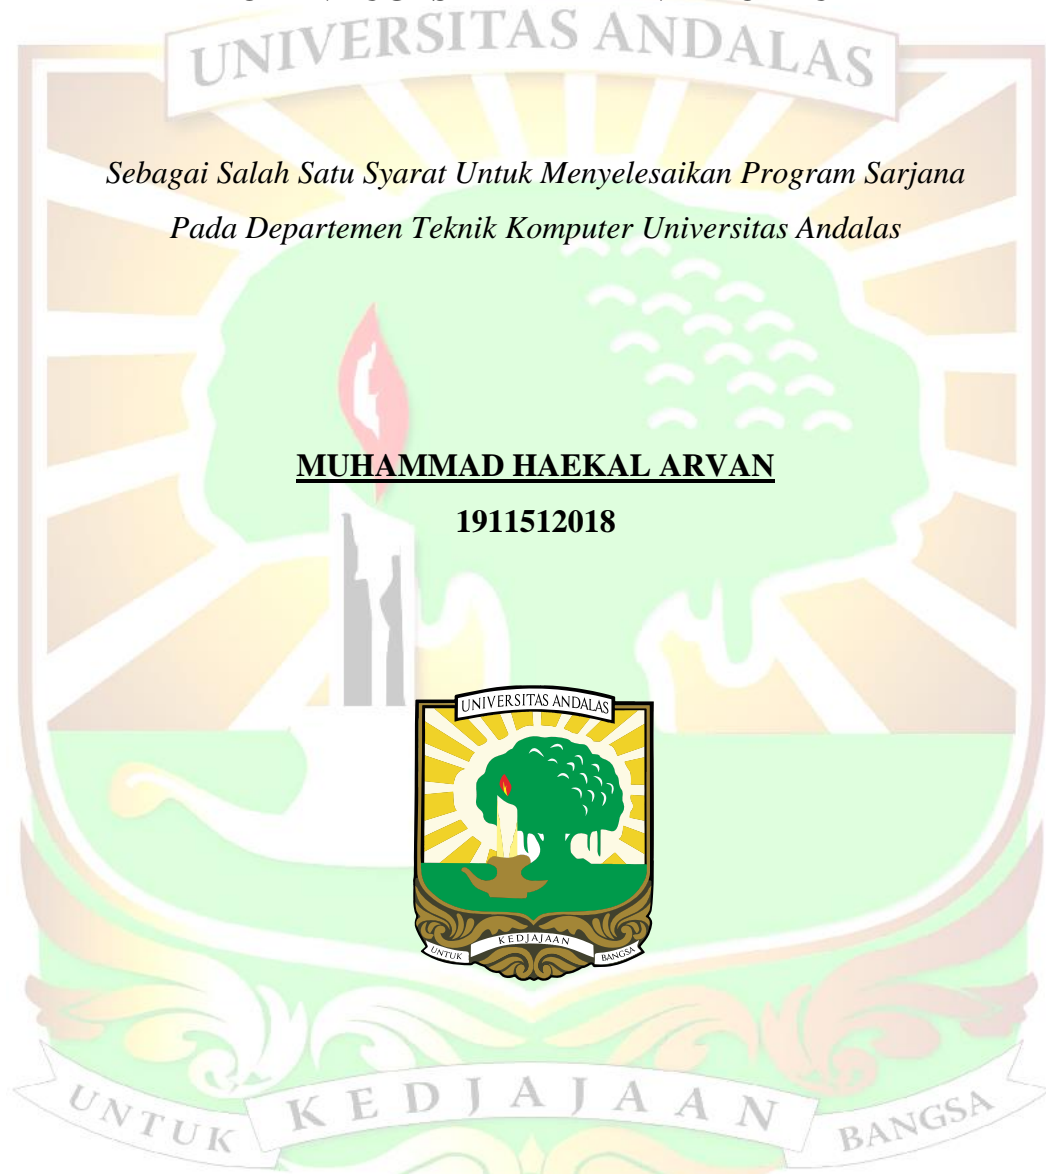 UNIVERSITAS ANDALAS
Sebagai Salah Satu Syarat Untuk Menyelesaikan Program Sarjana
Pada Departemen Teknik Komputer Universitas Andalas
MUHAMMAD HAEKAL ARVAN
1911512018
UNIVERSITAS ANDALAS
UNTUK KEDJAJAAN BANGSA
UNTUK KEDJAJAAN BANGSA